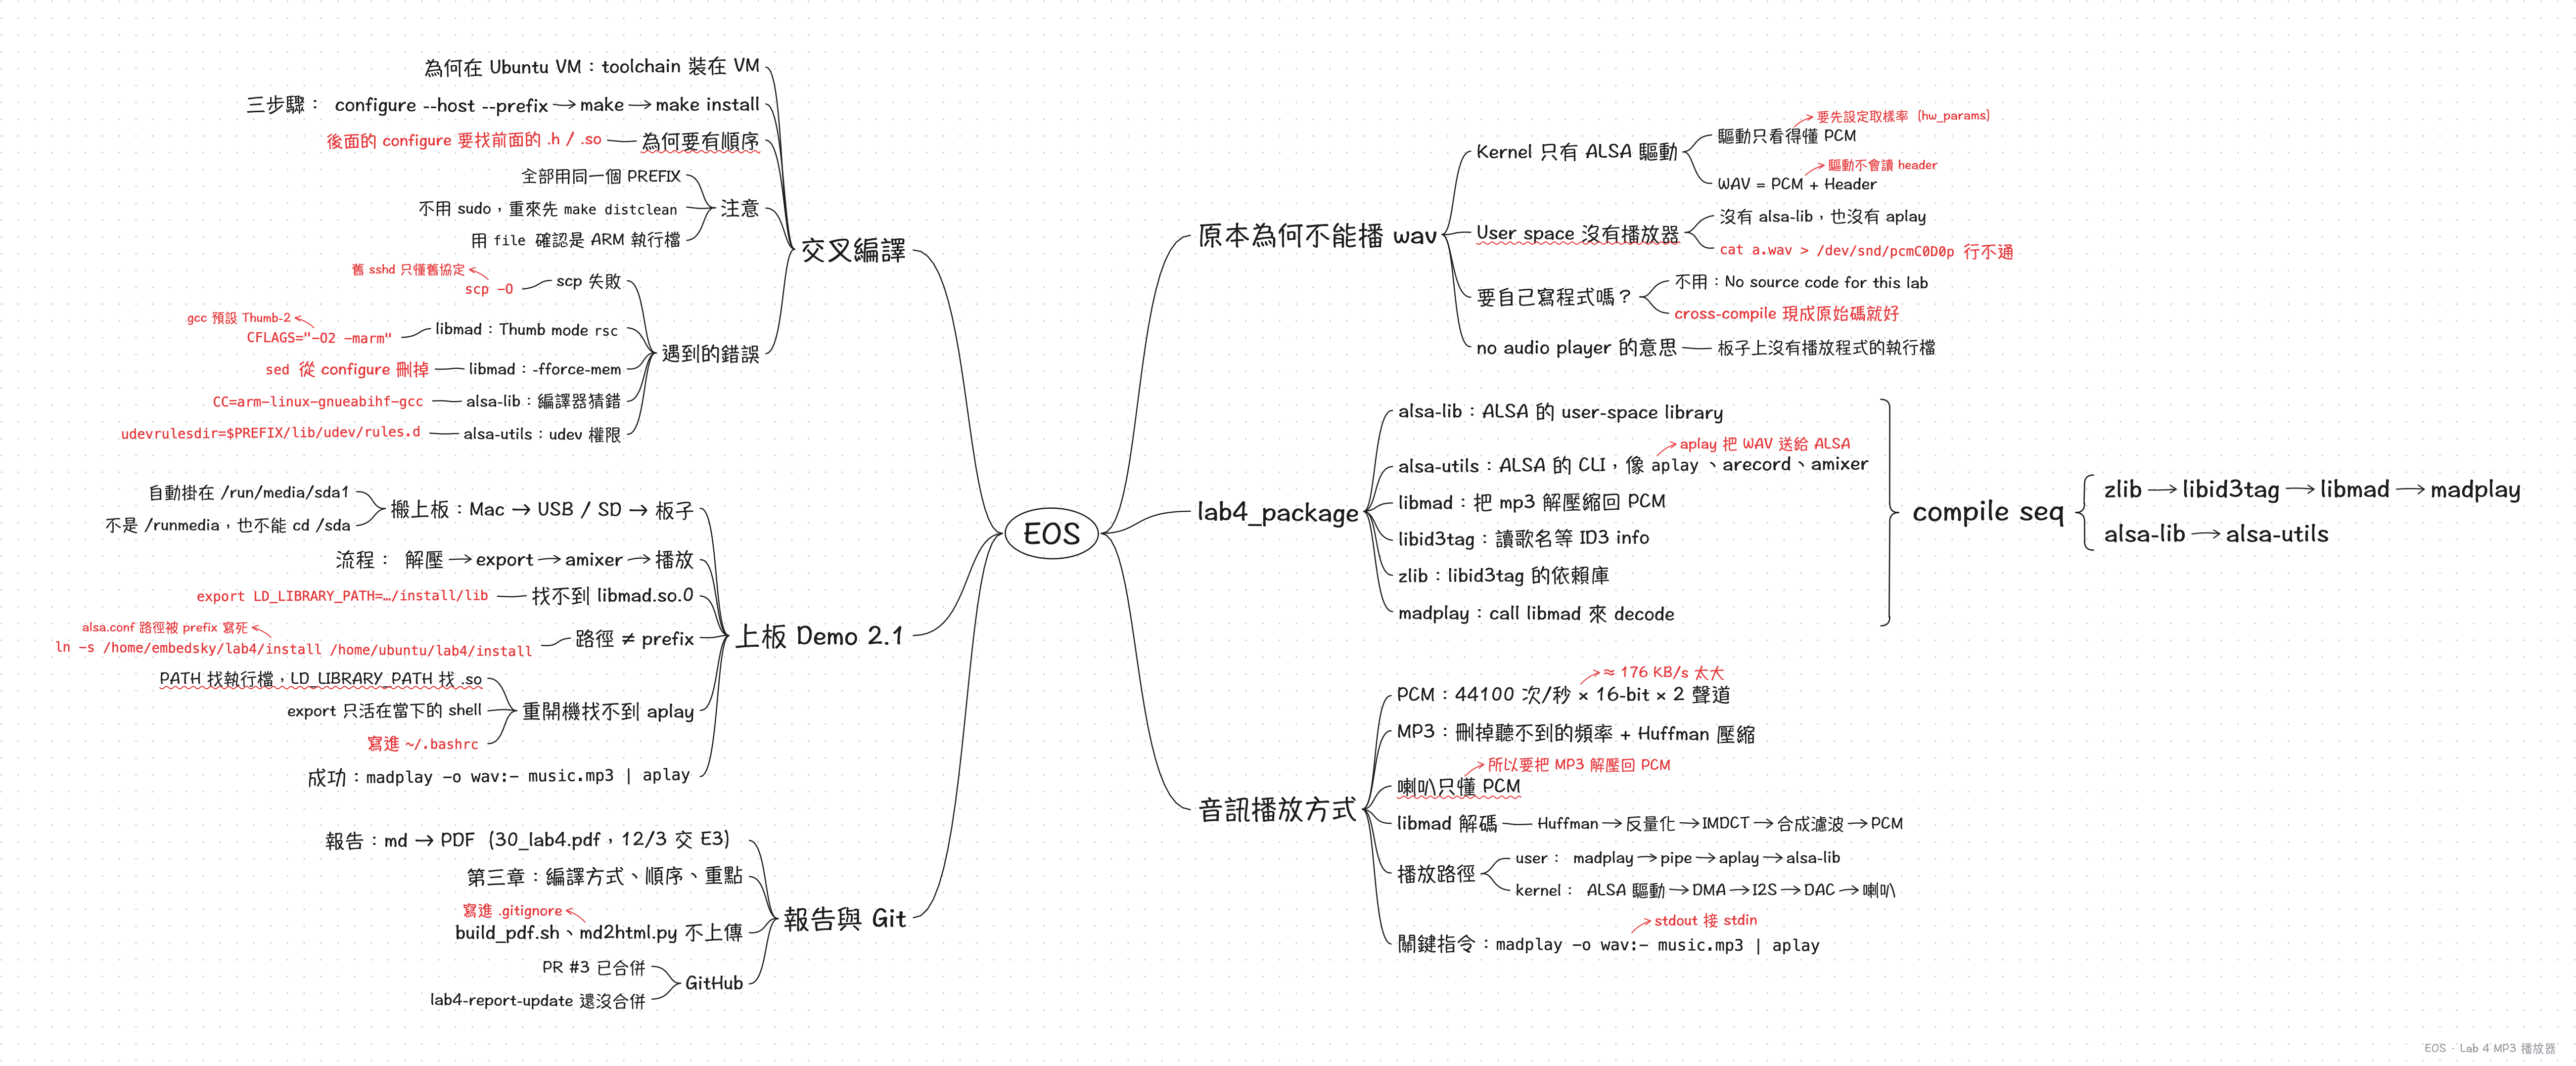 EOS
原本為何不能播 wav
Kernel 只有 ALSA 驅動
要先設定取樣率 (hw_params)
驅動只看得懂 PCM
驅動不會讀 header
WAV = PCM + Header
User space 沒有播放器
沒有 alsa-lib，也沒有 aplay
cat a.wav > /dev/snd/pcmC0D0p 行不通
要自己寫程式嗎？
不用：No source code for this lab
cross-compile 現成原始碼就好
no audio player 的意思
板子上沒有播放程式的執行檔
lab4_package
alsa-lib：ALSA 的 user-space library
aplay 把 WAV 送給 ALSA
alsa-utils：ALSA 的 CLI，像 aplay、arecord、amixer
libmad：把 mp3 解壓縮回 PCM
libid3tag：讀歌名等 ID3 info
zlib：libid3tag 的依賴庫
madplay：call libmad 來 decode
compile seq
zlib → libid3tag → libmad → madplay
alsa-lib → alsa-utils
音訊播放方式
≈ 176 KB/s 太大
PCM：44100 次/秒 × 16-bit × 2 聲道
MP3：刪掉聽不到的頻率 + Huffman 壓縮
所以要把 MP3 解壓回 PCM
喇叭只懂 PCM
libmad 解碼
Huffman → 反量化 → IMDCT → 合成濾波 → PCM
播放路徑
user： madplay → pipe → aplay → alsa-lib
kernel： ALSA 驅動 → DMA → I2S → DAC → 喇叭
stdout 接 stdin
關鍵指令：madplay -o wav:- music.mp3 | aplay
交叉編譯
為何在 Ubuntu VM：toolchain 裝在 VM
三步驟： configure --host --prefix → make → make install
為何要有順序
後面的 configure 要找前面的 .h / .so
注意
全部用同一個 PREFIX
不用 sudo，重來先 make distclean
用 file 確認是 ARM 執行檔
遇到的錯誤
scp 失敗
舊 sshd 只懂舊協定
scp -O
libmad：Thumb mode rsc
gcc 預設 Thumb-2
CFLAGS="-O2 -marm"
libmad：-fforce-mem
sed 從 configure 刪掉
alsa-lib：編譯器猜錯
CC=arm-linux-gnueabihf-gcc
alsa-utils：udev 權限
udevrulesdir=$PREFIX/lib/udev/rules.d
上板 Demo 2.1
搬上板：Mac → USB / SD → 板子
自動掛在 /run/media/sda1
不是 /runmedia，也不能 cd /sda
流程： 解壓 → export → amixer → 播放
找不到 libmad.so.0
export LD_LIBRARY_PATH=…/install/lib
路徑 ≠ prefix
alsa.conf 路徑被 prefix 寫死
ln -s /home/embedsky/lab4/install /home/ubuntu/lab4/install
重開機找不到 aplay
PATH 找執行檔，LD_LIBRARY_PATH 找 .so
export 只活在當下的 shell
寫進 ~/.bashrc
成功：madplay -o wav:- music.mp3 | aplay
報告與 Git
報告：md → PDF (30_lab4.pdf，12/3 交 E3)
第三章：編譯方式、順序、重點
寫進 .gitignore
build_pdf.sh、md2html.py 不上傳
GitHub
PR #3 已合併
lab4-report-update 還沒合併
EOS · Lab 4 MP3 播放器